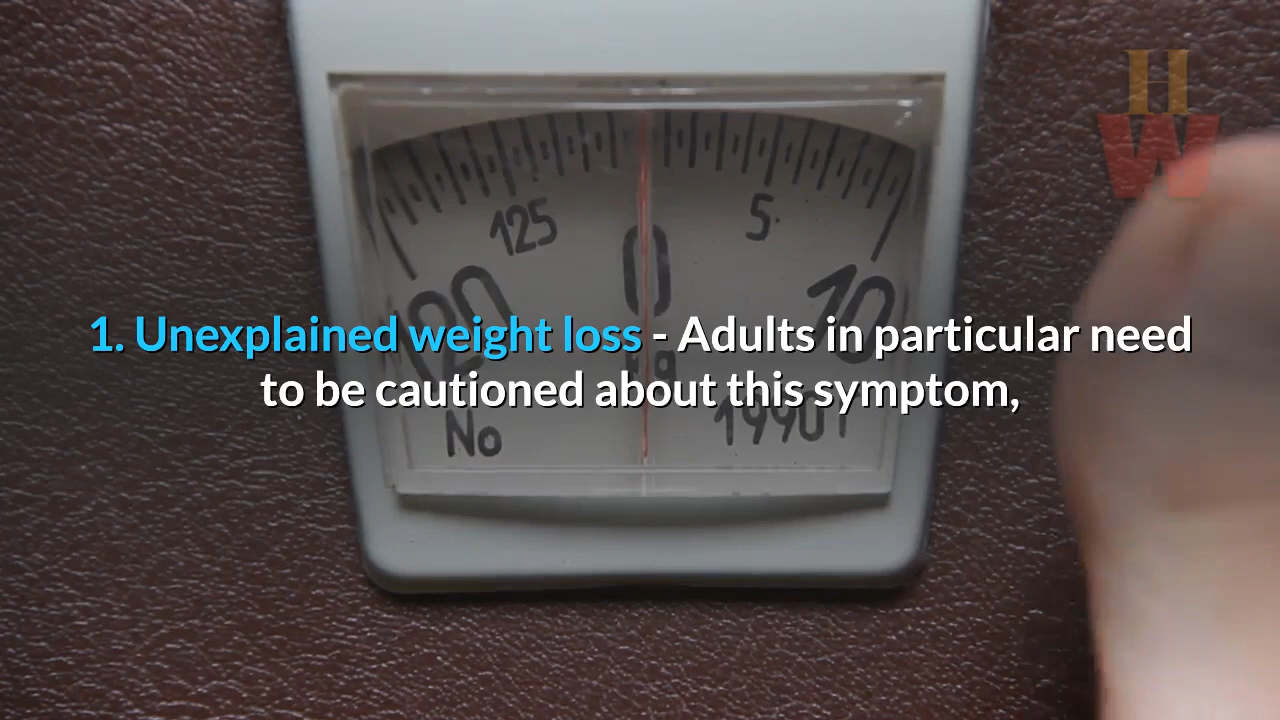 H
W
125
5
0
10
1. Unexplained weight loss - Adults in particular need
to be cautioned about this symptom,
No